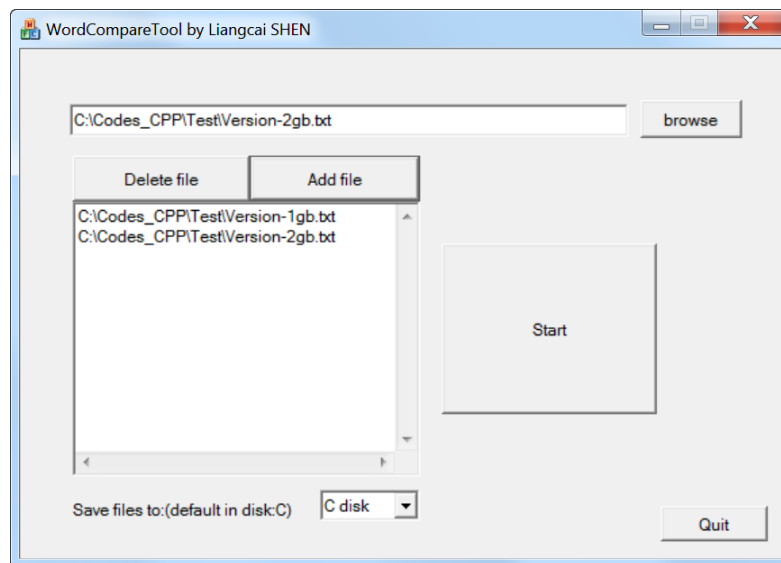 WordCompareTool by Liangcai SHEN
C:\Codes_CPP\Test\Version-2gb.txt
browse
Delete file
Add file
C:\Codes_CPP\Test\Version-1gb.txt
C:\Codes_CPP\Test\Version-2gb.txt
Start
Save files to:(default in disk:C)
C disk
Quit